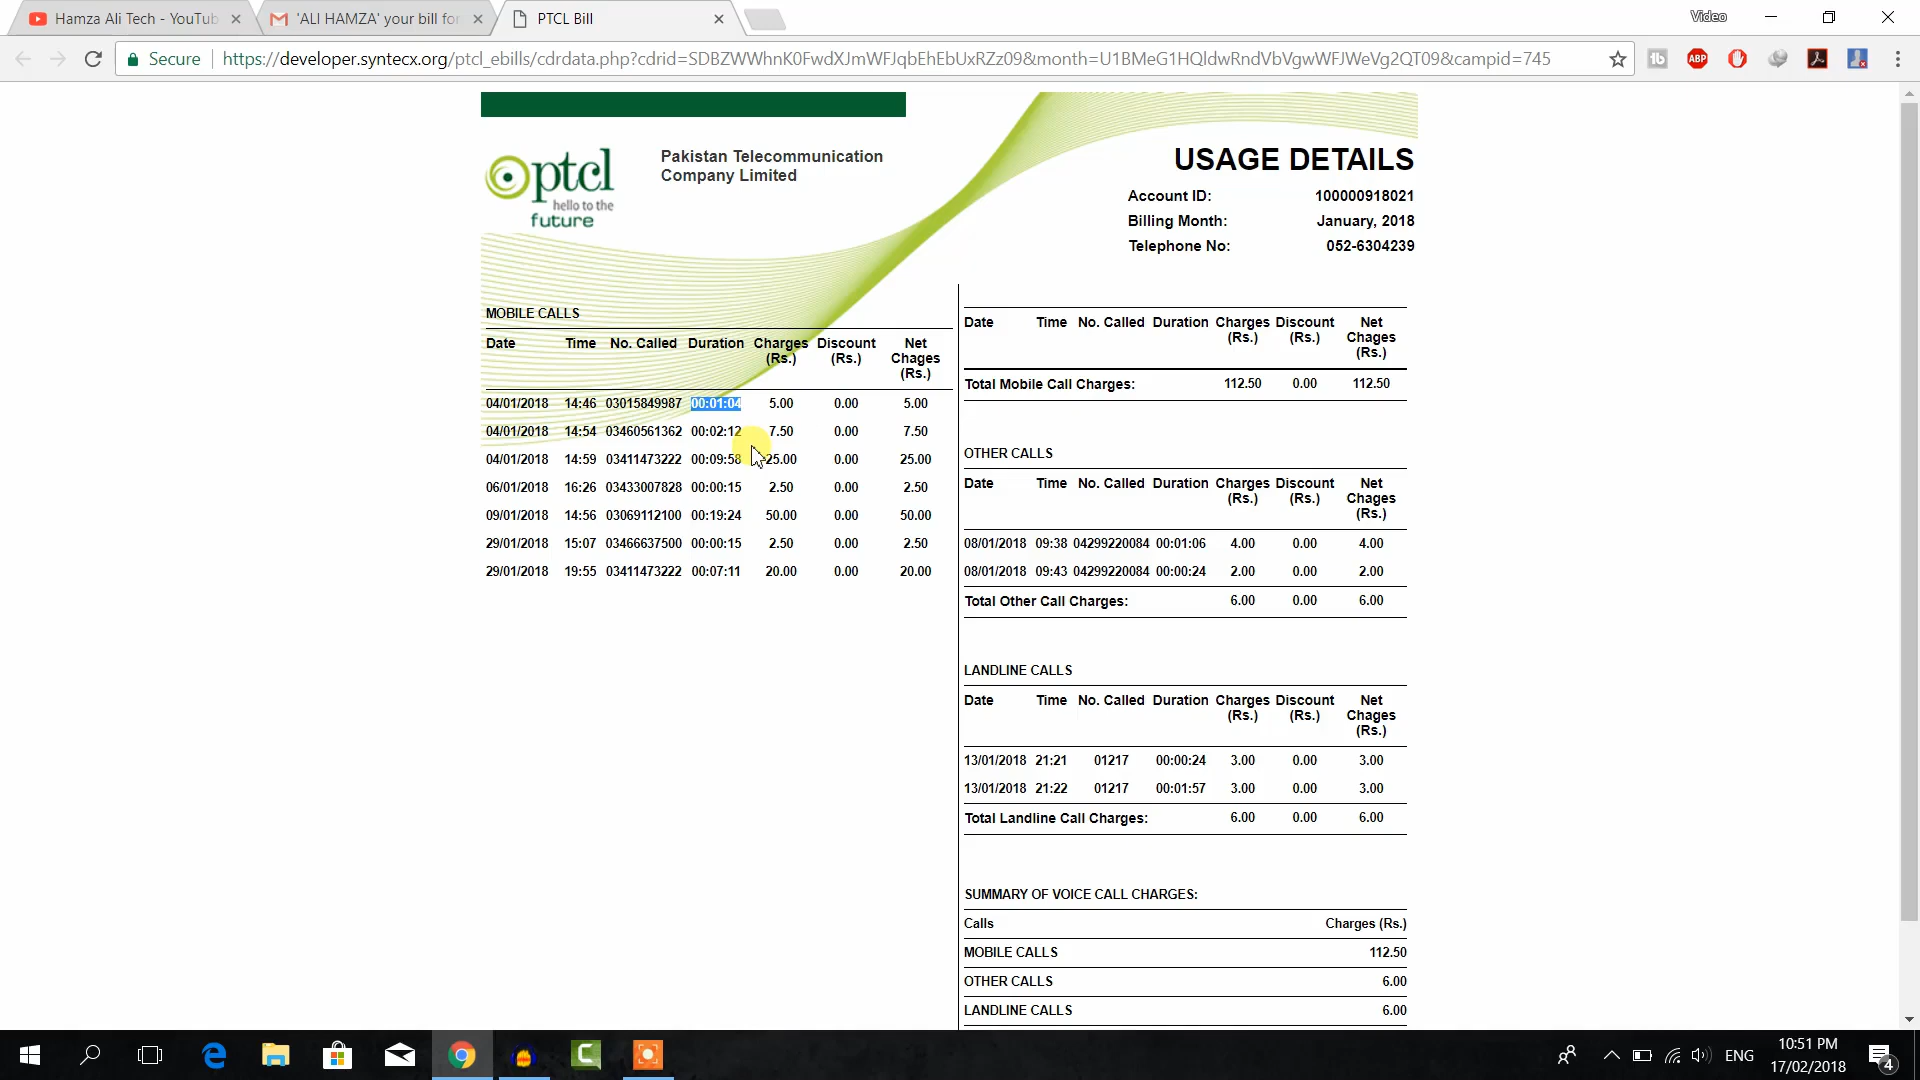 Hamza Ali Tech - YouTub
'ALI HAMZA' your bill for
PTCL Bill
Video
Secure
https://developer.syntecx.org/ptcl_ebills/cdrdata.php?cdrid=SDBZWWhnK0FwdXJmWFJqbEhEbUxRZz09&month=U1BMeG1HQldwRndVbVgwWFJWeVg2QT09&campid=745
ABP
ptcl
hello to the
future
Pakistan Telecommunication
Company Limited
USAGE DETAILS
Account ID: 100000918021
Billing Month: January, 2018
Telephone No: 052-6304239
MOBILE CALLS
Date Time No. Called Duration Charges (Rs.) Discount (Rs.) Net Chages (Rs.)
04/01/2018 14:46 03015849987 00:01:04 5.00 0.00 5.00
04/01/2018 14:54 03460561362 00:02:12 7.50 0.00 7.50
04/01/2018 14:59 03411473222 00:09:58 25.00 0.00 25.00
06/01/2018 16:26 03433007828 00:00:15 2.50 0.00 2.50
09/01/2018 14:56 03069112100 00:19:24 50.00 0.00 50.00
29/01/2018 15:07 03466637500 00:00:15 2.50 0.00 2.50
29/01/2018 19:55 03411473222 00:07:11 20.00 0.00 20.00
Date Time No. Called Duration Charges (Rs.) Discount (Rs.) Net Chages (Rs.)
Total Mobile Call Charges: 112.50 0.00 112.50
OTHER CALLS
Date Time No. Called Duration Charges (Rs.) Discount (Rs.) Net Chages (Rs.)
08/01/2018 09:38 04299220084 00:01:06 4.00 0.00 4.00
08/01/2018 09:43 04299220084 00:00:24 2.00 0.00 2.00
Total Other Call Charges: 6.00 0.00 6.00
LANDLINE CALLS
Date Time No. Called Duration Charges (Rs.) Discount (Rs.) Net Chages (Rs.)
13/01/2018 21:21 01217 00:00:24 3.00 0.00 3.00
13/01/2018 21:22 01217 00:01:57 3.00 0.00 3.00
Total Landline Call Charges: 6.00 0.00 6.00
SUMMARY OF VOICE CALL CHARGES:
Calls Charges (Rs.)
MOBILE CALLS 112.50
OTHER CALLS 6.00
LANDLINE CALLS 6.00
ENG
10:51 PM
17/02/2018
4